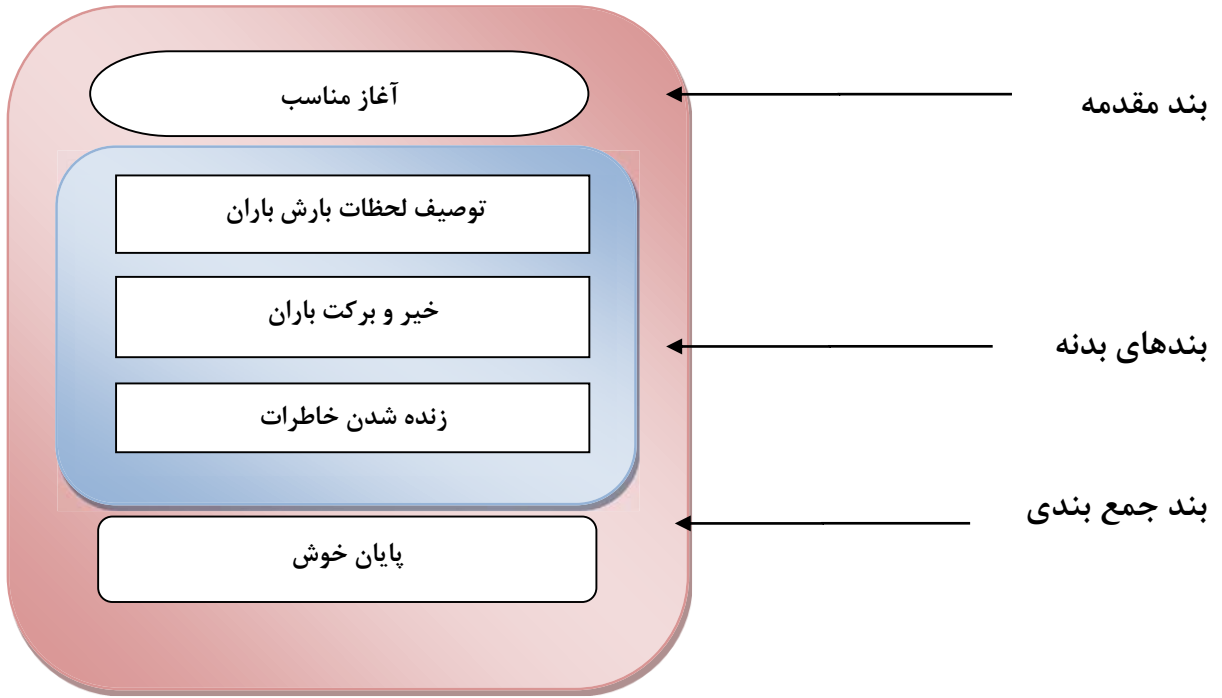 بند مقدمه
آغاز مناسب
بندهای بدنه
توصیف لحظات بارش باران
خیر و برکت باران
زنده شدن خاطرات
بند جمع بندی
پایان خوش